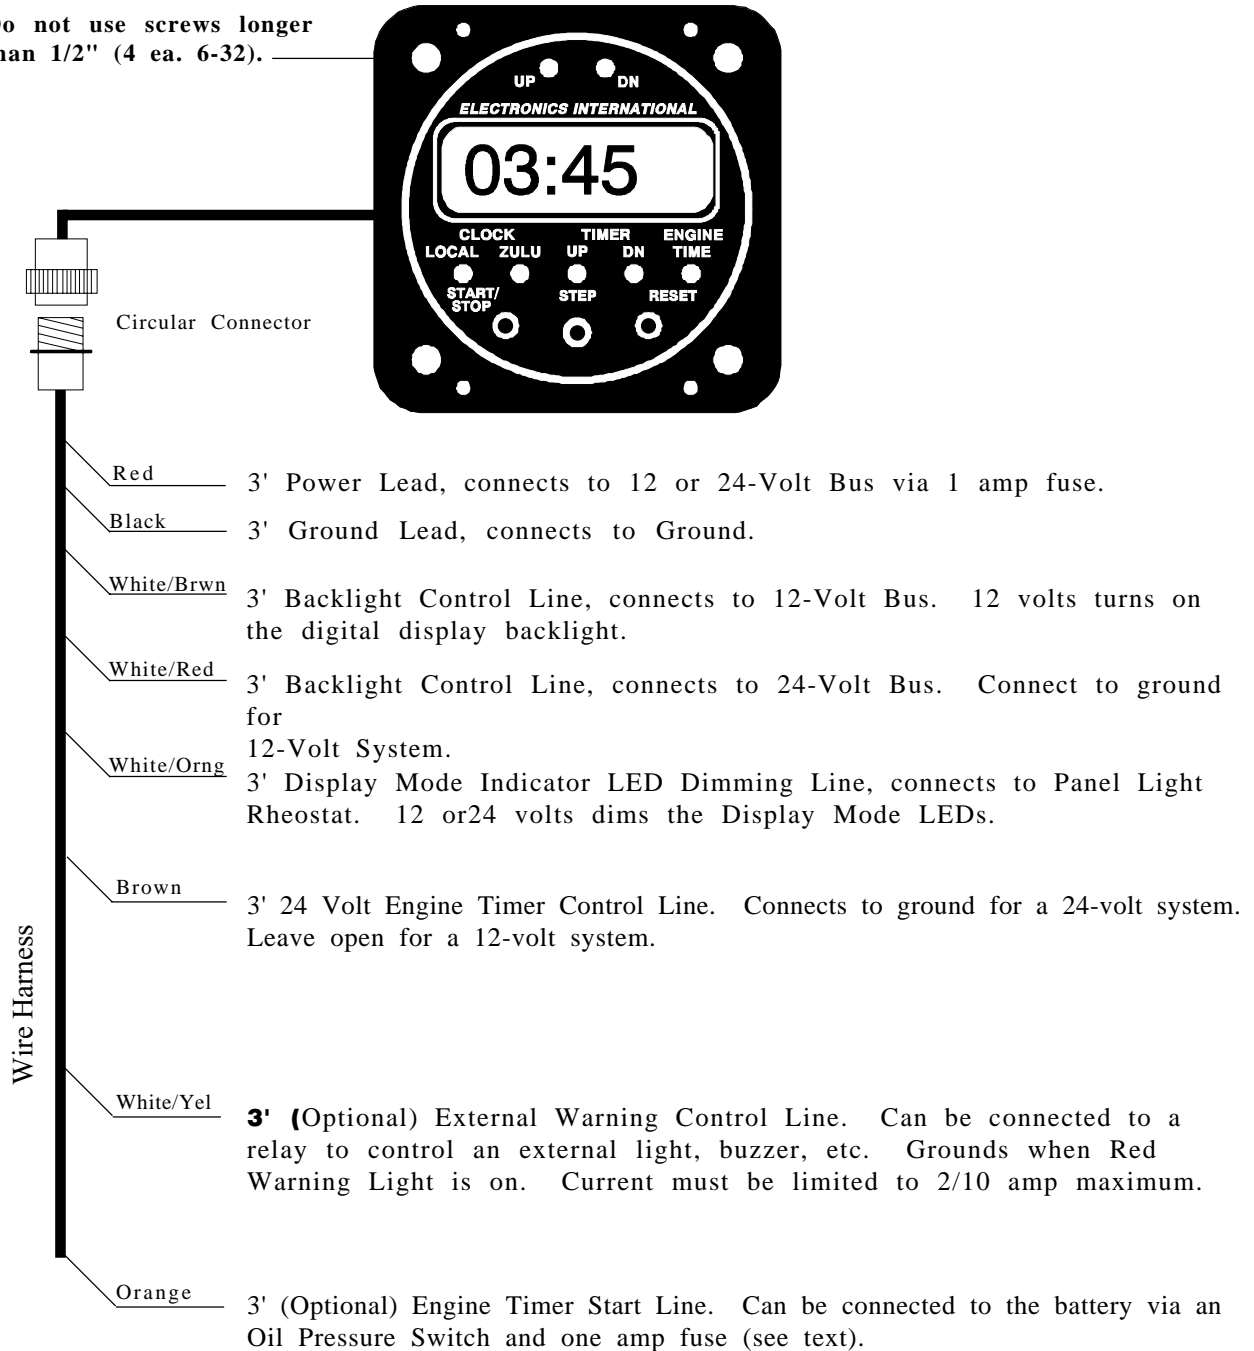 not use screws longer
1/2" (4 ea. 6-32).
UP DN
ELECTRONICS INTERNATIONAL
03:45
CLOCK TIMER ENGINE
LOCAL ZULU UP DN TIME
START/ STEP RESET
STOP
Circular Connector
Red
3' Power Lead, connects to 12 or 24-Volt Bus via 1 amp fuse.
Black
3' Ground Lead, connects to Ground.
White/Brwn
3' Backlight Control Line, connects to 12-Volt Bus. 12 volts turns on
the digital display backlight.
White/Red
3' Backlight Control Line, connects to 24-Volt Bus. Connect to ground
for
12-Volt System.
White/Orng
3' Display Mode Indicator LED Dimming Line, connects to Panel Light
Rheostat. 12 or24 volts dims the Display Mode LEDs.
Brown
3' 24 Volt Engine Timer Control Line. Connects to ground for a 24-volt system.
Leave open for a 12-volt system.
Wire Harness
White/Yel
3' (Optional) External Warning Control Line. Can be connected to a
relay to control an external light, buzzer, etc. Grounds when Red
Warning Light is on. Current must be limited to 2/10 amp maximum.
Orange
3' (Optional) Engine Timer Start Line. Can be connected to the battery via an
Oil Pressure Switch and one amp fuse (see text).